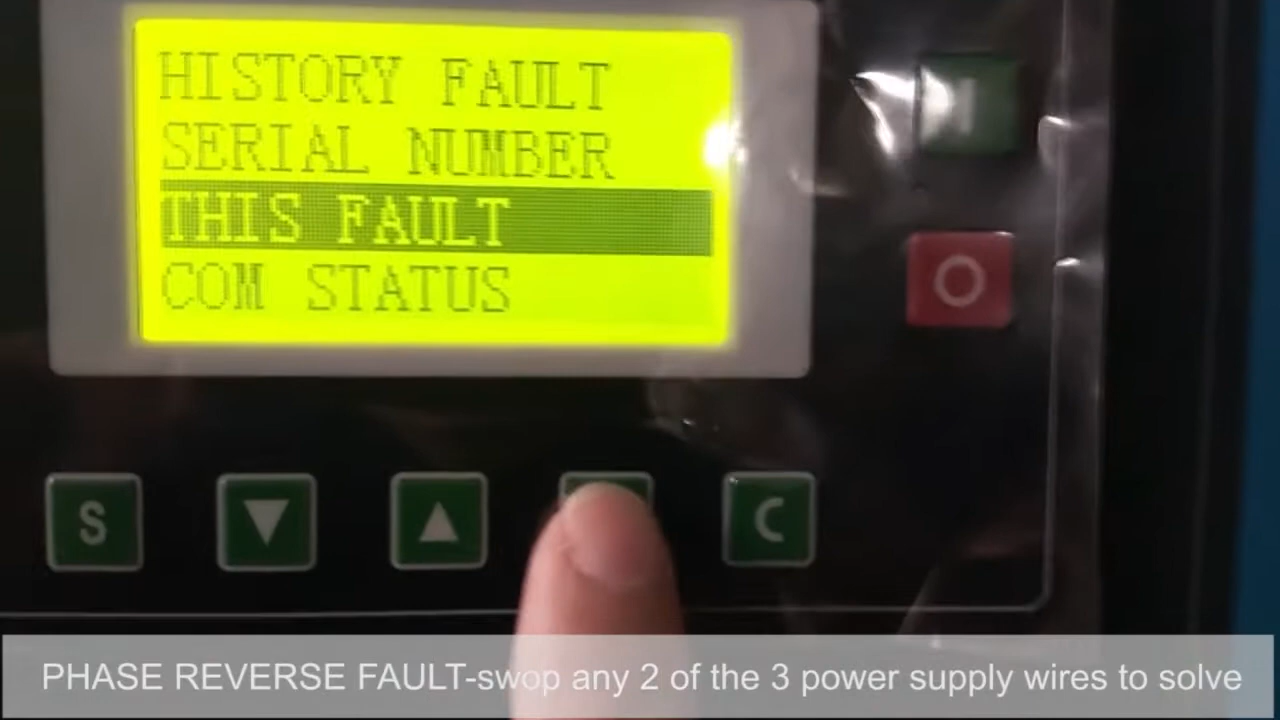 HISTORY FAULT
SERIAL NUMBER
THIS FAULT
COM STATUS
I
O
S
C
PHASE REVERSE FAULT-swop any 2 of the 3 power supply wires to solve